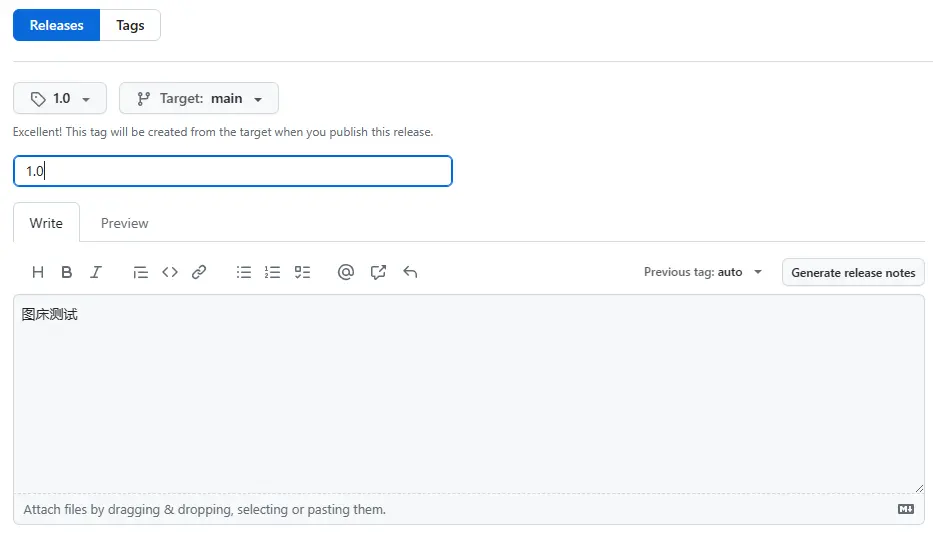 Releases Tags
1.0 Target: main
Excellent! This tag will be created from the target when you publish this release.
1.0
Write Preview
H B I @ Previous tag: auto Generate release notes
图床测试
Attach files by dragging & dropping, selecting or pasting them.